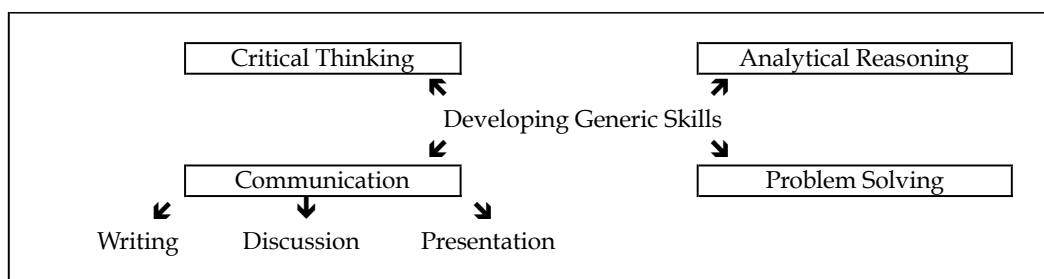 Critical Thinking Analytical Reasoning
Developing Generic Skills
Communication Problem Solving
Writing Discussion Presentation